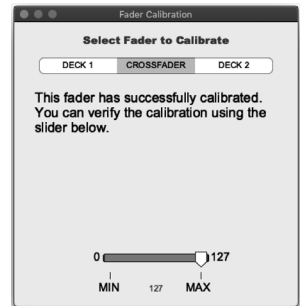 Fader Calibration
Select Fader to Calibrate
DECK 1 CROSSFADER DECK 2
This fader has successfully calibrated.
You can verify the calibration using the
slider below.
0 127
MIN 127 MAX